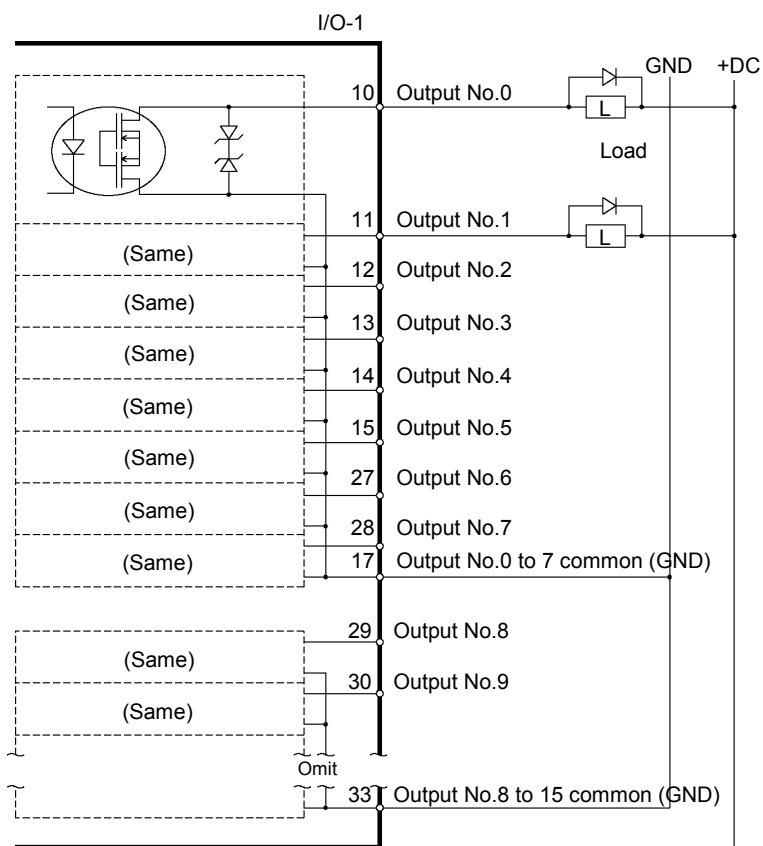 I/O-1
GND +DC
10 Output No.0
L
Load
11 Output No.1
L
(Same)
12 Output No.2
(Same)
13 Output No.3
(Same)
14 Output No.4
(Same)
15 Output No.5
(Same)
27 Output No.6
(Same)
28 Output No.7
(Same)
17 Output No.0 to 7 common (GND)
29 Output No.8
(Same)
30 Output No.9
(Same)
Omit
33 Output No.8 to 15 common (GND)